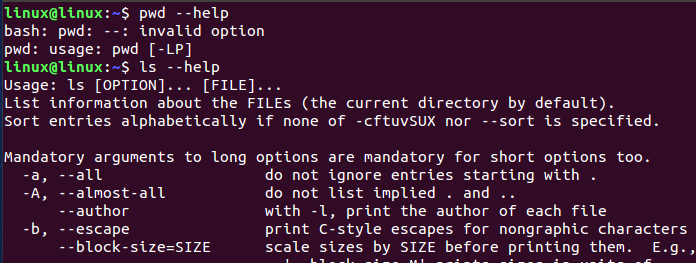 linux@linux:~$ pwd --help
bash: pwd: --: invalid option
pwd: usage: pwd [-LP]
linux@linux:~$ ls --help
Usage: ls [OPTION]... [FILE]...
List information about the FILEs (the current directory by default).
Sort entries alphabetically if none of -cftuvSUX nor --sort is specified.

Mandatory arguments to long options are mandatory for short options too.
  -a, --all                  do not ignore entries starting with .
  -A, --almost-all           do not list implied . and ..
      --author               with -l, print the author of each file
  -b, --escape               print C-style escapes for nongraphic characters
      --block-size=SIZE      scale sizes by SIZE before printing them.  E.g.,